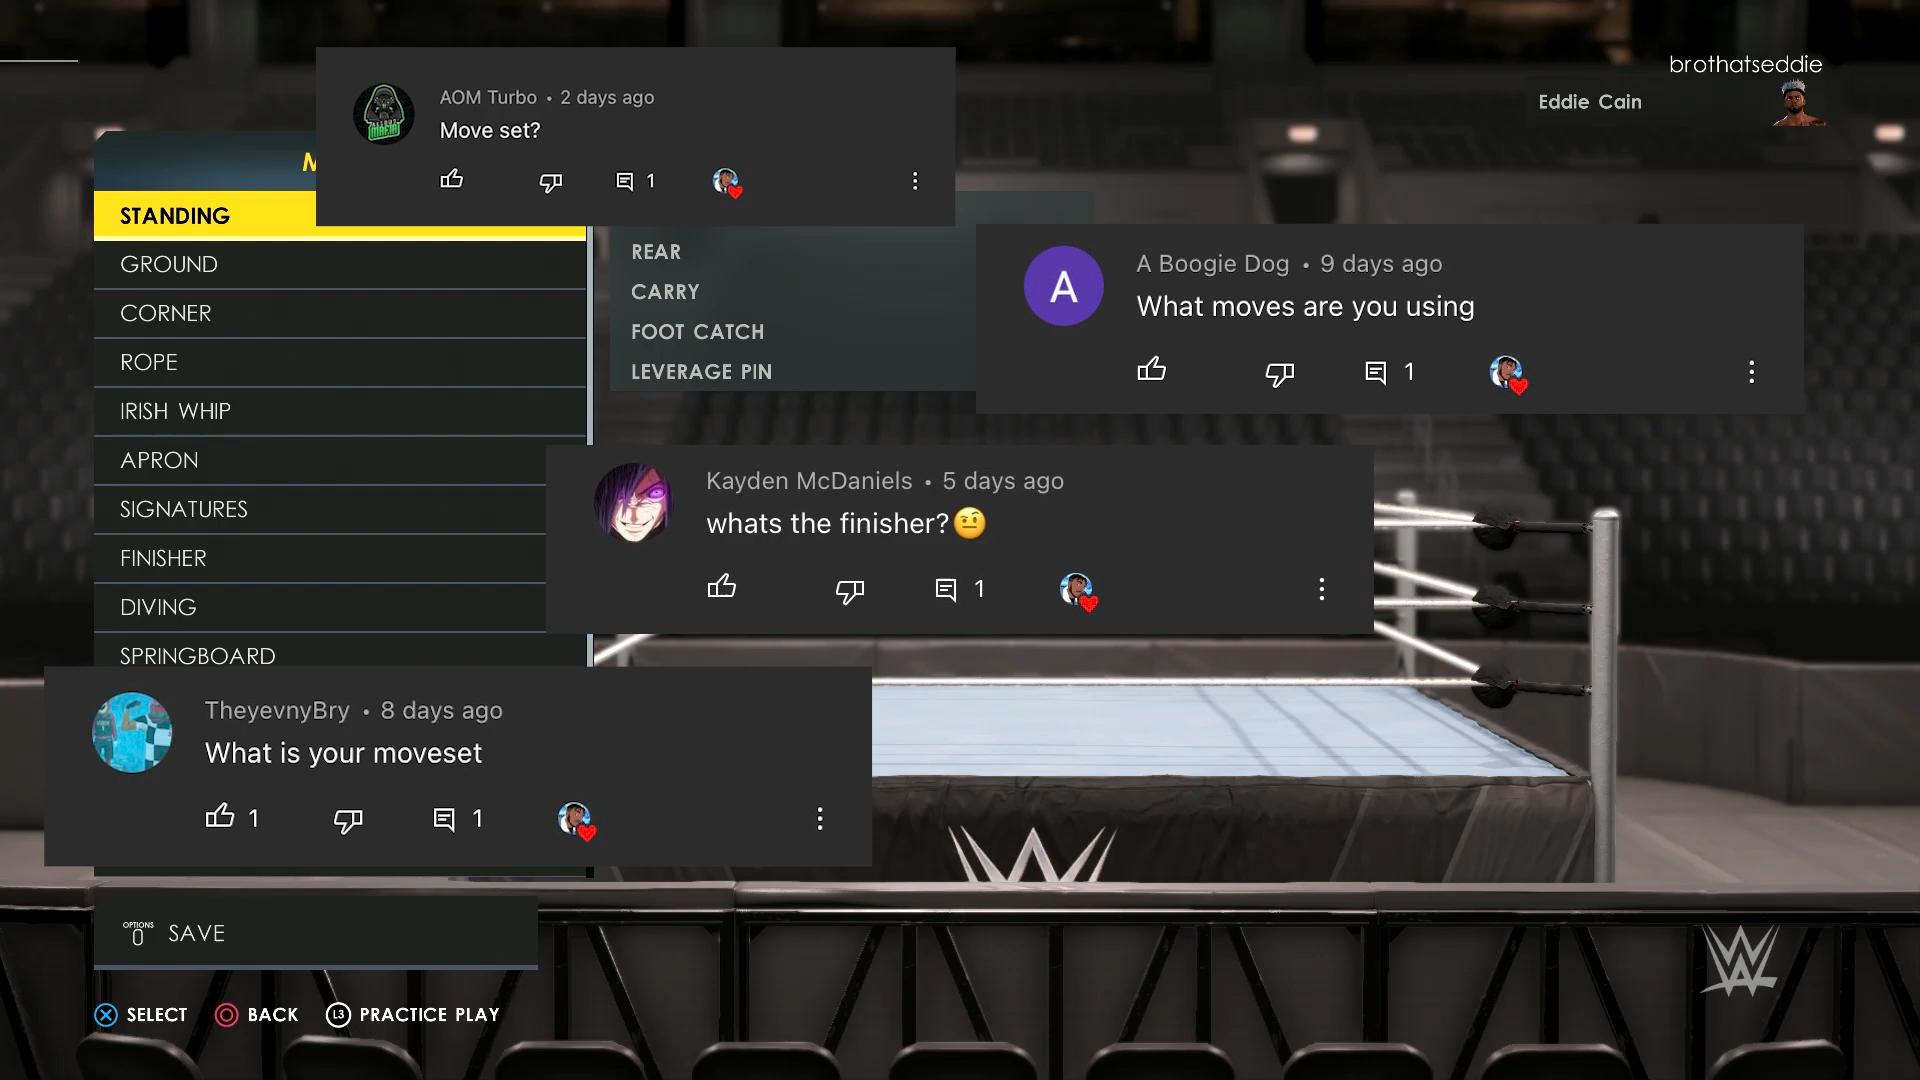 brothatseddie
Eddie Cain
AOM Turbo • 2 days ago
Move set?
1
M
STANDING
GROUND
CORNER
ROPE
IRISH WHIP
APRON
SIGNATURES
FINISHER
DIVING
SPRINGBOARD
REAR
CARRY
FOOT CATCH
LEVERAGE PIN
A
A Boogie Dog • 9 days ago
What moves are you using
1
Kayden McDaniels • 5 days ago
whats the finisher?🤨
1
TheyevnyBry • 8 days ago
What is your moveset
1 1
OPTIONS
SAVE
SELECT BACK L3 PRACTICE PLAY